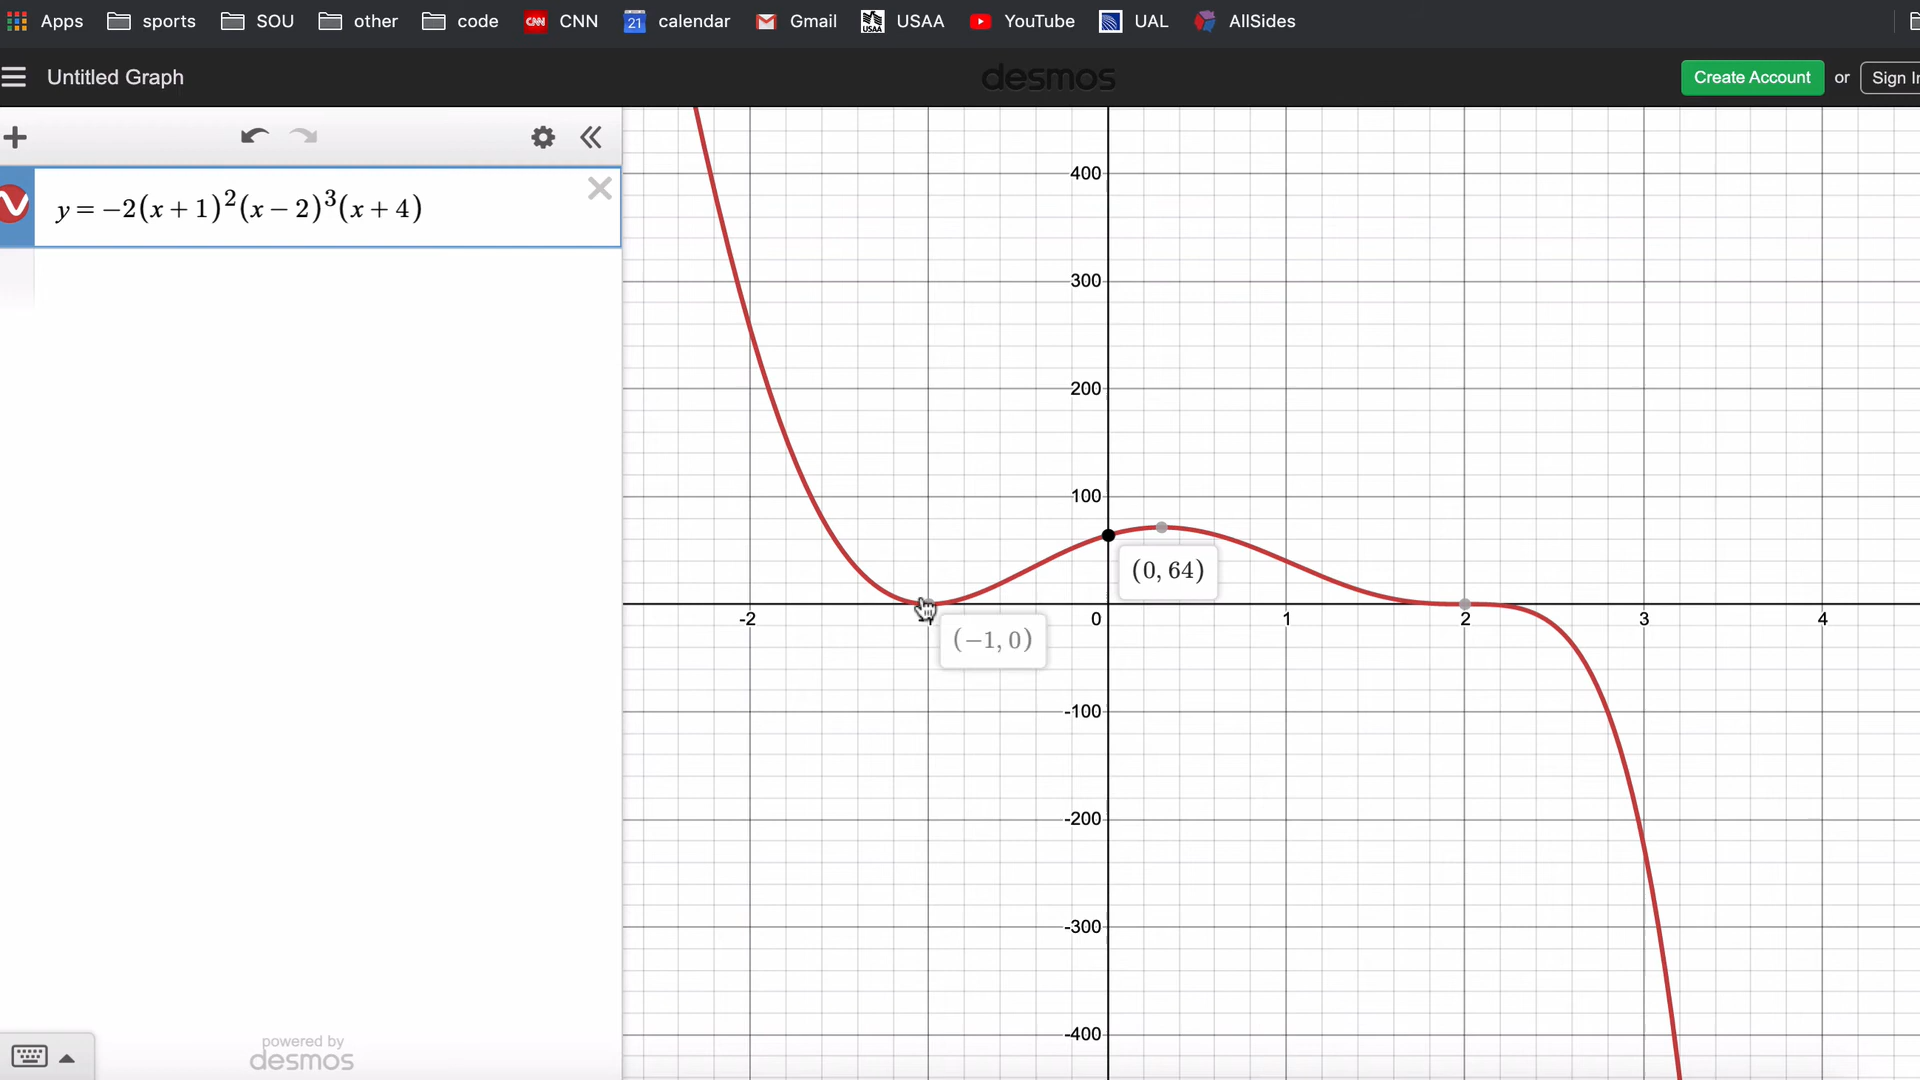 Apps sports SOU other code CNN CNN 21 calendar Gmail USAA USAA YouTube UAL AllSides
Untitled Graph desmos Create Account or Sign In
y = −2(x + 1)²(x − 2)³(x + 4)
400
300
200
100
(0, 64)
-2 0 1 2 3 4
(−1, 0)
-100
-200
-300
-400
powered by
desmos